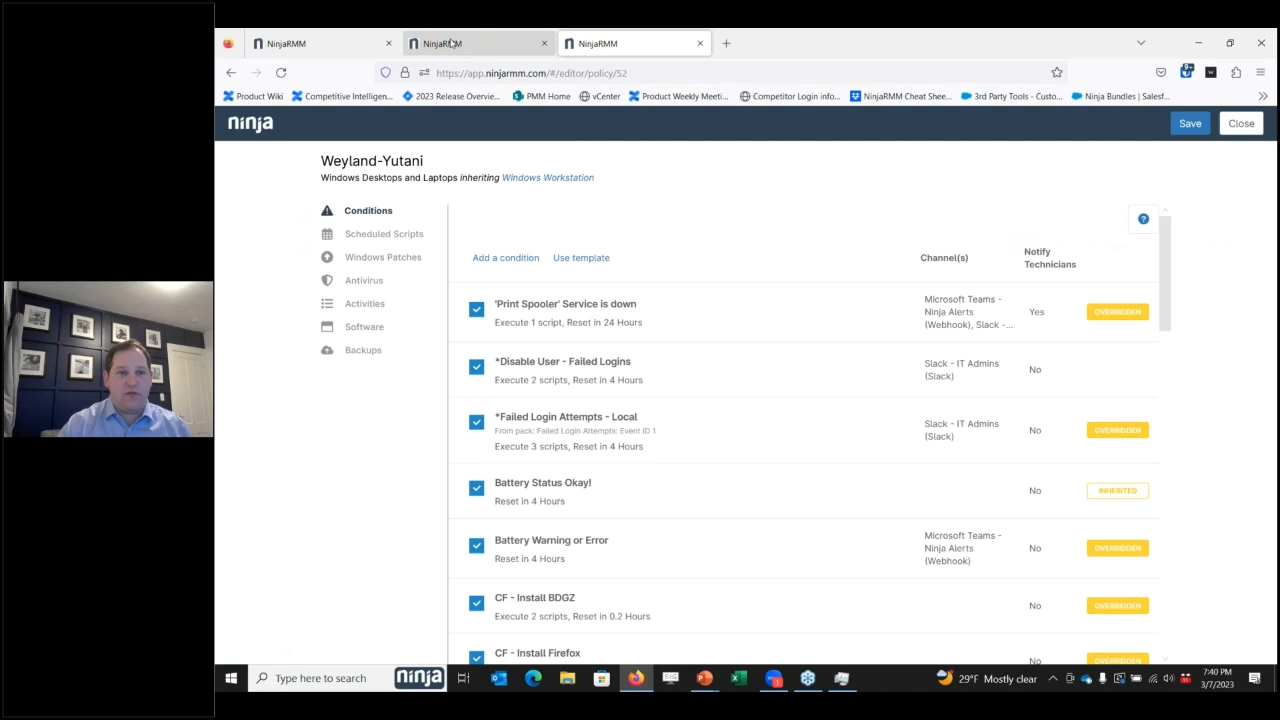 NinjaRMM
NinjaRMM
NinjaRMM
https://app.ninjarmm.com/#/editor/policy/52
Product Wiki
Competitive Intelligen...
2023 Release Overvie...
PMM Home
vCenter
Product Weekly Meeti...
Competitor Login info...
NinjaRMM Cheat Shee...
3rd Party Tools - Custo...
Ninja Bundles | Salesf...
ninja
Save
Close
Weyland-Yutani
Windows Desktops and Laptops inheriting Windows Workstation
Conditions
Scheduled Scripts
Windows Patches
Antivirus
Activities
Software
Backups
Add a condition
Use template
Channel(s)
Notify
Technicians
'Print Spooler' Service is down
Execute 1 script, Reset in 24 Hours
Microsoft Teams -
Ninja Alerts
(Webhook), Slack -...
Yes
OVERRIDDEN
*Disable User - Failed Logins
Execute 2 scripts, Reset in 4 Hours
Slack - IT Admins
(Slack)
No
*Failed Login Attempts - Local
From pack: Failed Login Attempts: Event ID 1
Execute 3 scripts, Reset in 4 Hours
Slack - IT Admins
(Slack)
No
OVERRIDDEN
Battery Status Okay!
Reset in 4 Hours
No
INHERITED
Battery Warning or Error
Reset in 4 Hours
Microsoft Teams -
Ninja Alerts
(Webhook)
No
OVERRIDDEN
CF - Install BDGZ
Execute 2 scripts, Reset in 0.2 Hours
No
OVERRIDDEN
CF - Install Firefox
No
OVERRIDDEN
Type here to search
ninja
29°F Mostly clear
7:40 PM
3/7/2023